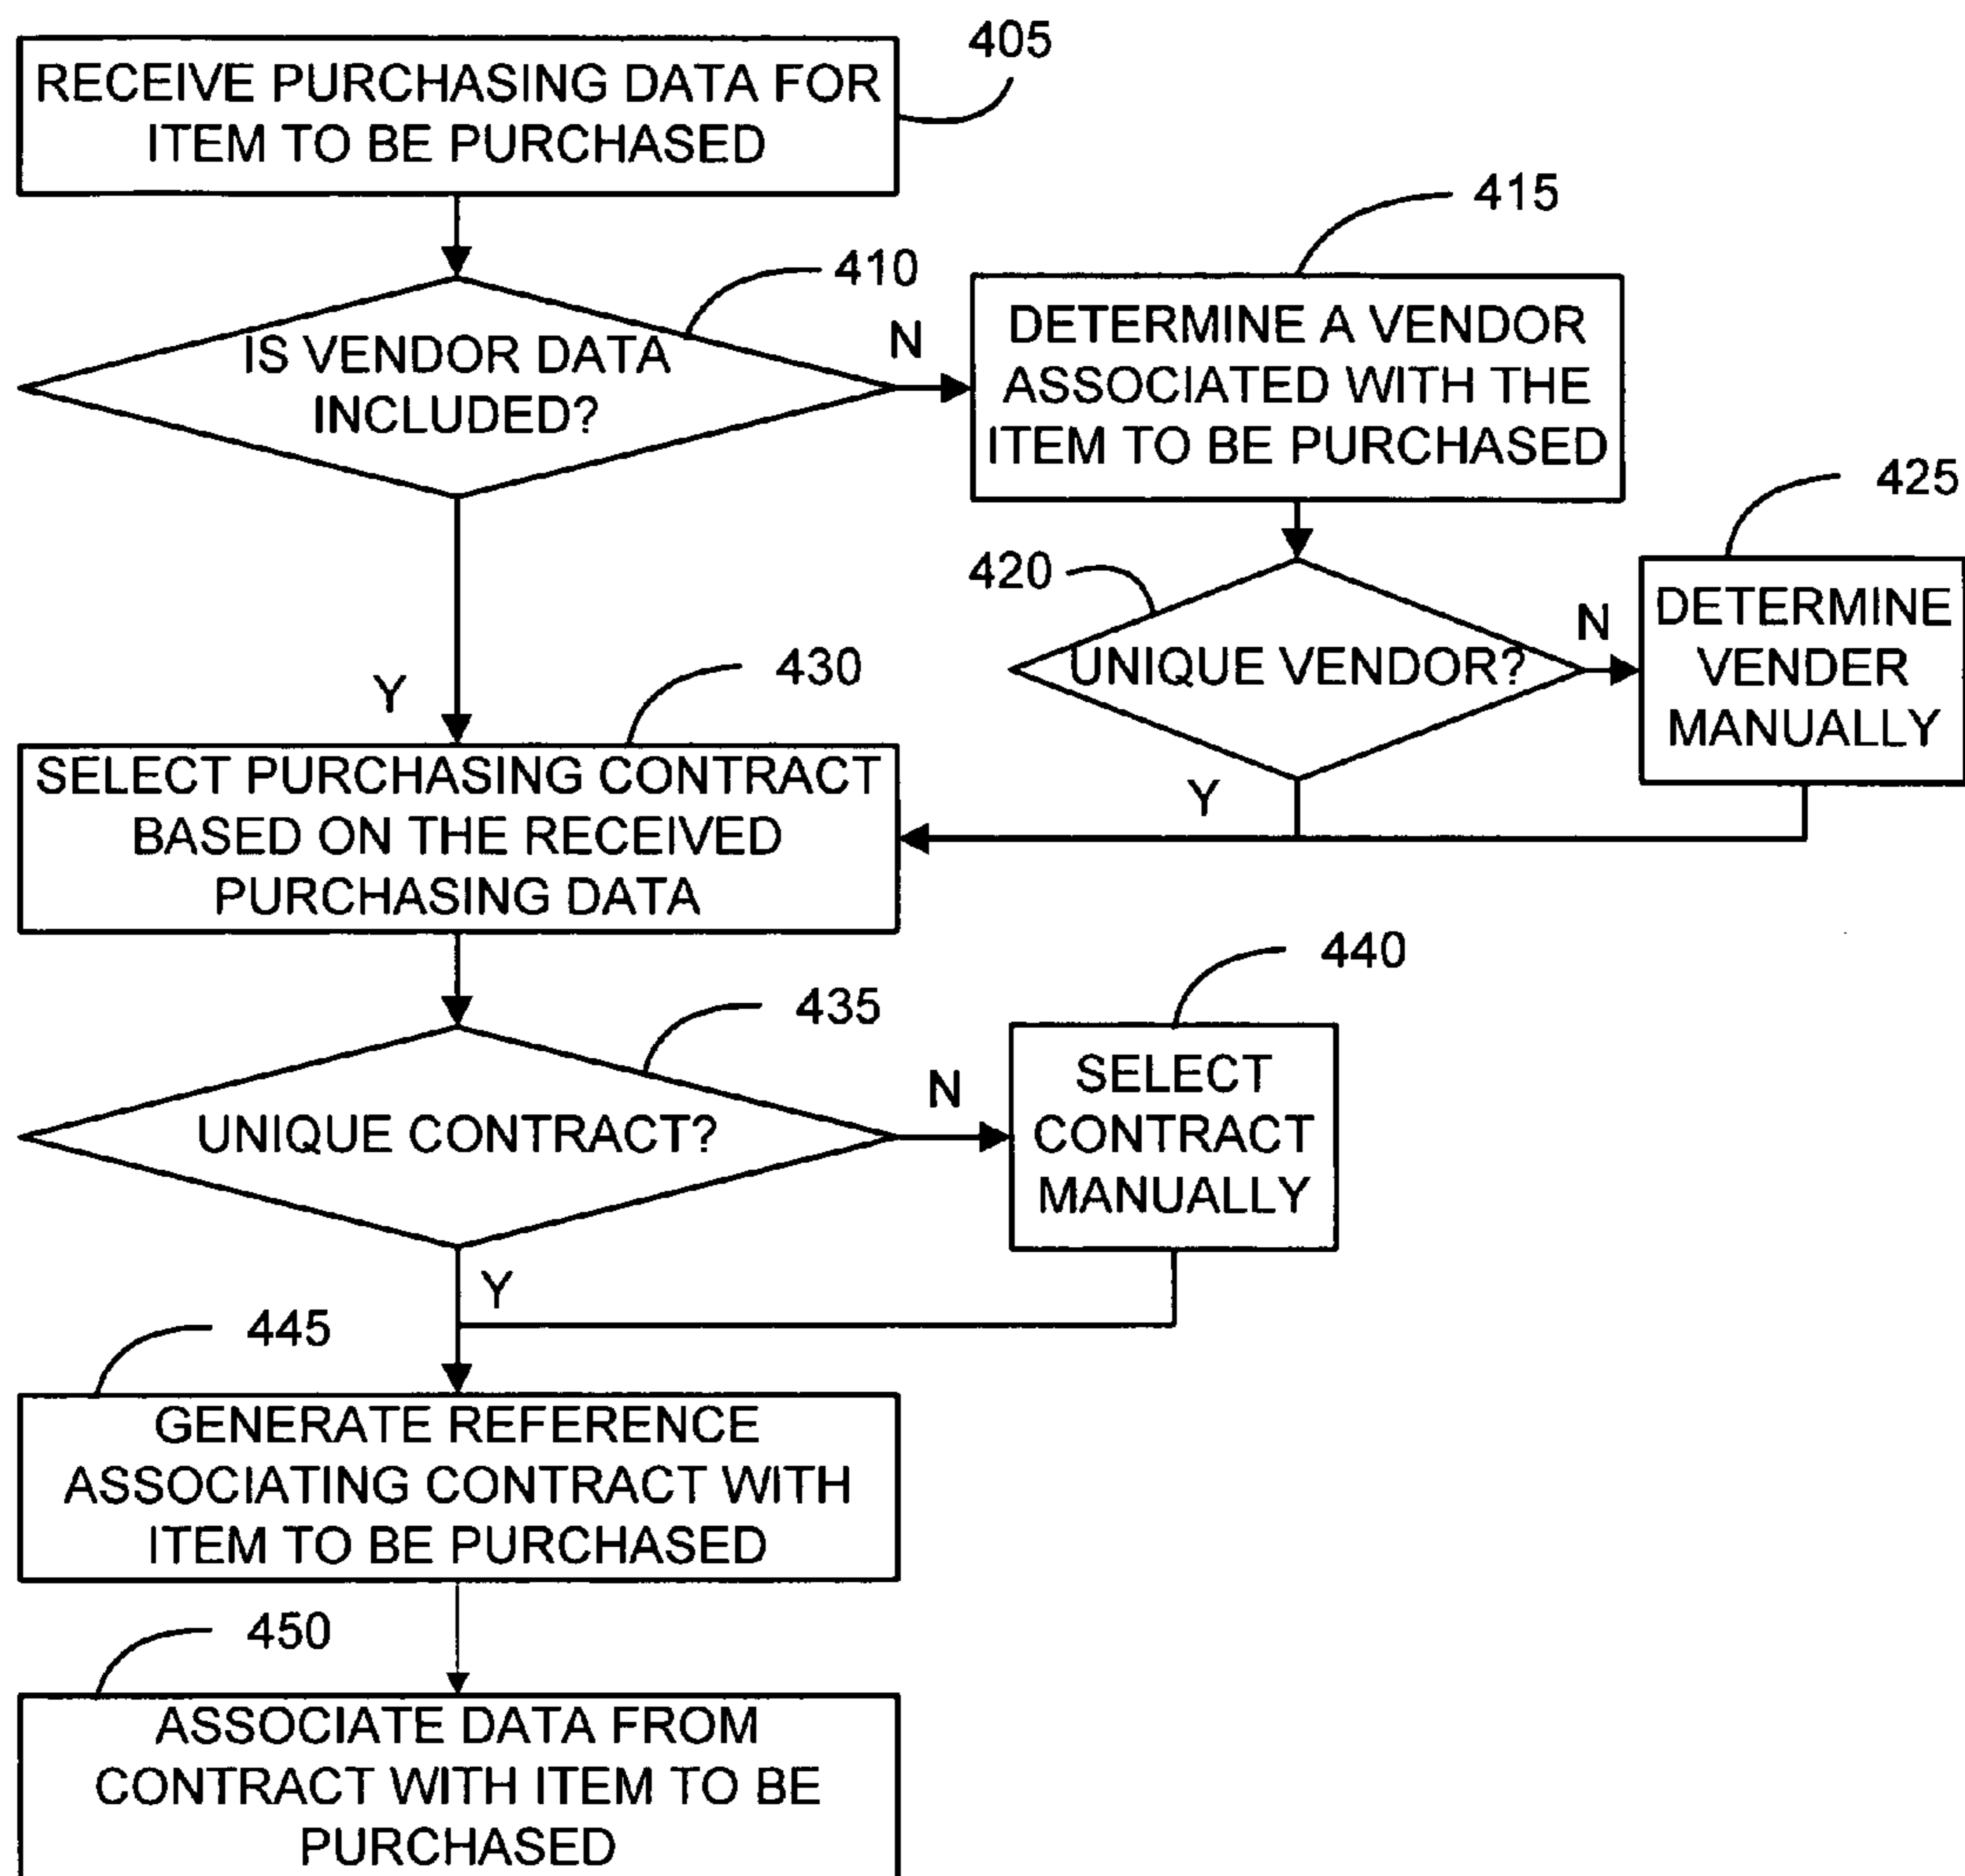 405
RECEIVE PURCHASING DATA FOR
ITEM TO BE PURCHASED
410
IS VENDOR DATA
INCLUDED?
N
415
DETERMINE A VENDOR
ASSOCIATED WITH THE
ITEM TO BE PURCHASED
420
UNIQUE VENDOR?
N
425
DETERMINE
VENDER
MANUALLY
Y
Y
430
SELECT PURCHASING CONTRACT
BASED ON THE RECEIVED
PURCHASING DATA
435
UNIQUE CONTRACT?
N
440
SELECT
CONTRACT
MANUALLY
Y
445
GENERATE REFERENCE
ASSOCIATING CONTRACT WITH
ITEM TO BE PURCHASED
450
ASSOCIATE DATA FROM
CONTRACT WITH ITEM TO BE
PURCHASED